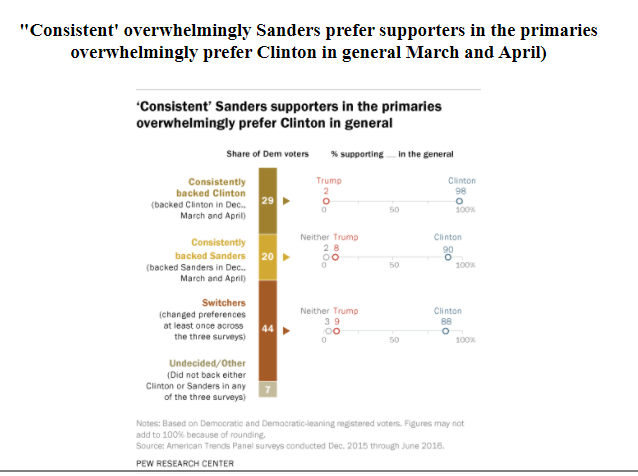 "Consistent' overwhelmingly Sanders prefer supporters in the primaries
overwhelmingly prefer Clinton in general March and April)
'Consistent' Sanders supporters in the primaries
overwhelmingly prefer Clinton in general
Share of Dem voters % supporting __ in the general
Consistently
backed Clinton
(backed Clinton in Dec.,
March and April)
29
Trump
2
Clinton
98
0 50 100%
Consistently
backed Sanders
(backed Sanders in Dec.,
March and April)
20
Neither Trump
2 8
Clinton
90
0 50 100%
Switchers
(changed preferences
at least once across
the three surveys)
44
Neither Trump
3 9
Clinton
88
0 50 100%
Undecided/Other
(Did not back either
Clinton or Sanders in any
of the three surveys)
7
Notes: Based on Democratic and Democratic-leaning registered voters. Figures may not
add to 100% because of rounding.
Source: American Trends Panel surveys conducted Dec. 2015 through June 2016.
PEW RESEARCH CENTER